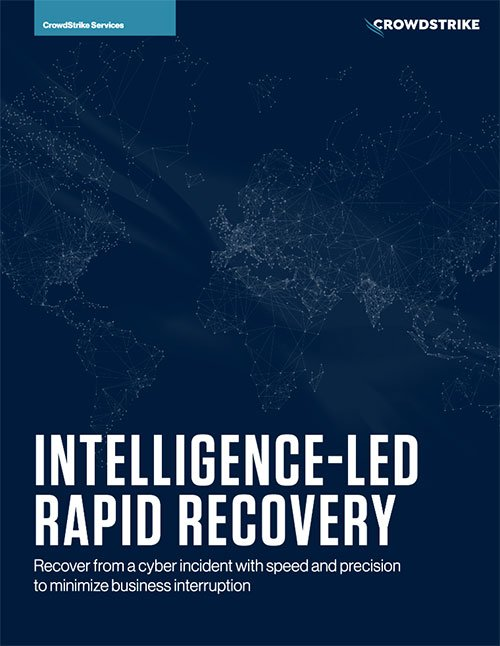 CrowdStrike Services
CROWDSTRIKE
INTELLIGENCE-LED
RAPID RECOVERY
Recover from a cyber incident with speed and precision
to minimize business interruption